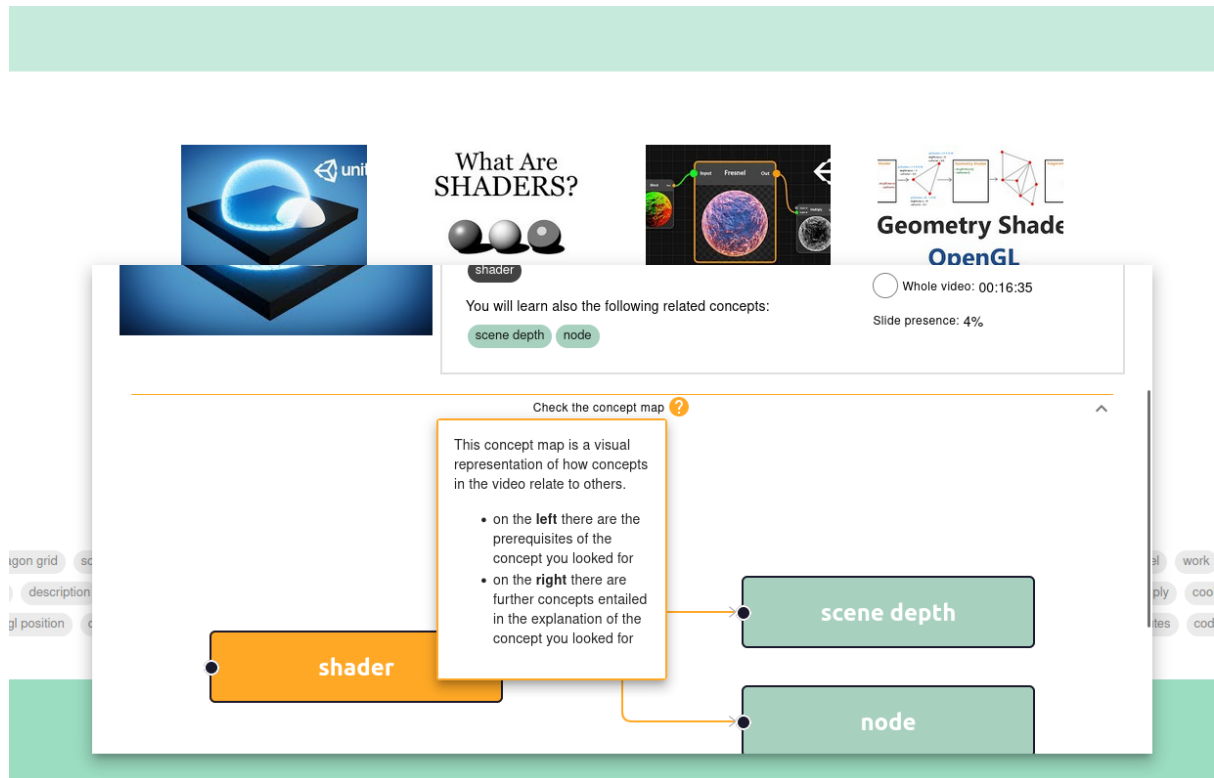 unit
What Are
SHADERS?
Input
Fresnel
Out
Geometry Shade
OpenGL
shader
You will learn also the following related concepts:
scene depth
node
Whole video: 00:16:35
Slide presence: 4%
Check the concept map ?
This concept map is a visual
representation of how concepts
in the video relate to others.
• on the left there are the
prerequisites of the
concept you looked for
• on the right there are
further concepts entailed
in the explanation of the
concept you looked for
shader
scene depth
node
agon grid
sc
el
work
description
ply
coo
gl position
c
tes
cod